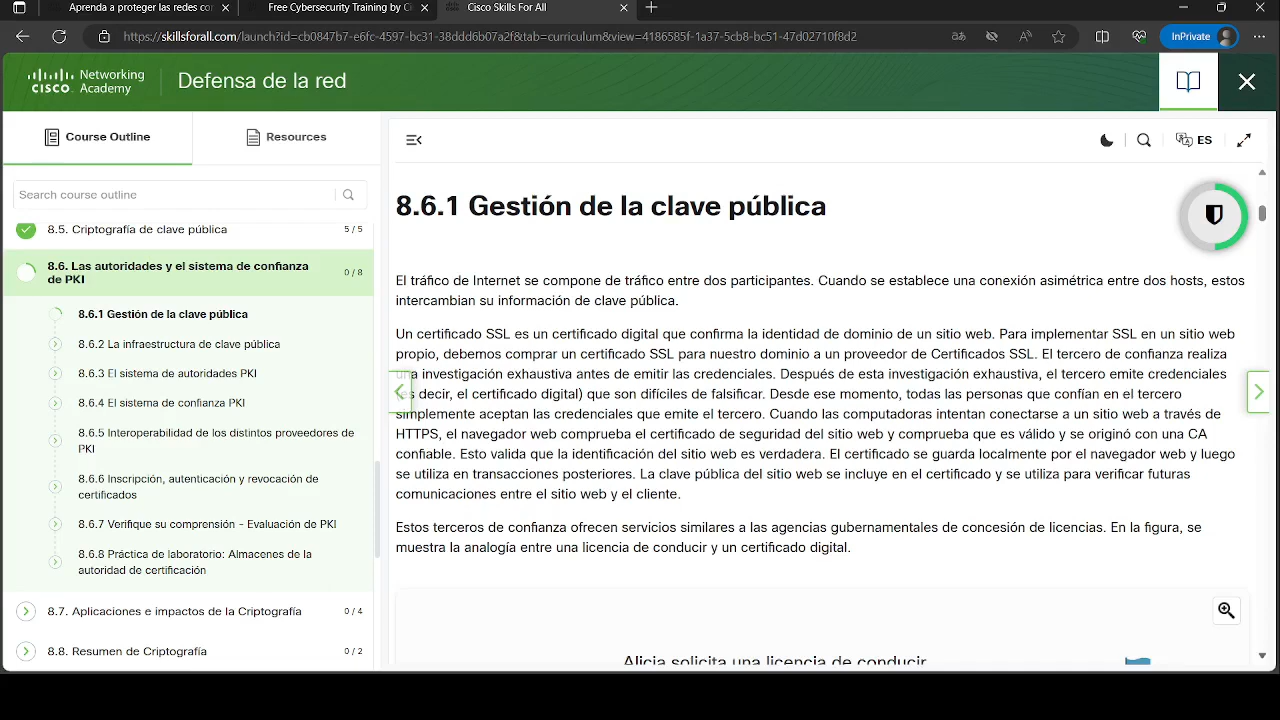 Aprenda a proteger las redes cor
Free Cybersecurity Training by Ci
Cisco Skills For All
https://skillsforall.com/launch?id=cb0847b7-e6fc-4597-bc31-38ddd6b07a2f&tab=curriculum&view=4186585f-1a37-5cb8-bc51-47d02710f8d2
InPrivate
CISCO Networking Academy
Defensa de la red
Course Outline
Resources
ES
Search course outline
8.5. Criptografía de clave pública 5 / 5
8.6. Las autoridades y el sistema de confianza
de PKI
0 / 8
8.6.1 Gestión de la clave pública
8.6.2 La infraestructura de clave pública
8.6.3 El sistema de autoridades PKI
8.6.4 El sistema de confianza PKI
8.6.5 Interoperabilidad de los distintos proveedores de
PKI
8.6.6 Inscripción, autenticación y revocación de
certificados
8.6.7 Verifique su comprensión - Evaluación de PKI
8.6.8 Práctica de laboratorio: Almacenes de la
autoridad de certificación
8.7. Aplicaciones e impactos de la Criptografía 0 / 4
8.8. Resumen de Criptografía 0 / 2
8.6.1 Gestión de la clave pública
El tráfico de Internet se compone de tráfico entre dos participantes. Cuando se establece una conexión asimétrica entre dos hosts, estos
intercambian su información de clave pública.
Un certificado SSL es un certificado digital que confirma la identidad de dominio de un sitio web. Para implementar SSL en un sitio web
propio, debemos comprar un certificado SSL para nuestro dominio a un proveedor de Certificados SSL. El tercero de confianza realiza
una investigación exhaustiva antes de emitir las credenciales. Después de esta investigación exhaustiva, el tercero emite credenciales
(es decir, el certificado digital) que son difíciles de falsificar. Desde ese momento, todas las personas que confían en el tercero
simplemente aceptan las credenciales que emite el tercero. Cuando las computadoras intentan conectarse a un sitio web a través de
HTTPS, el navegador web comprueba el certificado de seguridad del sitio web y comprueba que es válido y se originó con una CA
confiable. Esto valida que la identificación del sitio web es verdadera. El certificado se guarda localmente por el navegador web y luego
se utiliza en transacciones posteriores. La clave pública del sitio web se incluye en el certificado y se utiliza para verificar futuras
comunicaciones entre el sitio web y el cliente.
Estos terceros de confianza ofrecen servicios similares a las agencias gubernamentales de concesión de licencias. En la figura, se
muestra la analogía entre una licencia de conducir y un certificado digital.
Alicia solicita una licencia de conducir